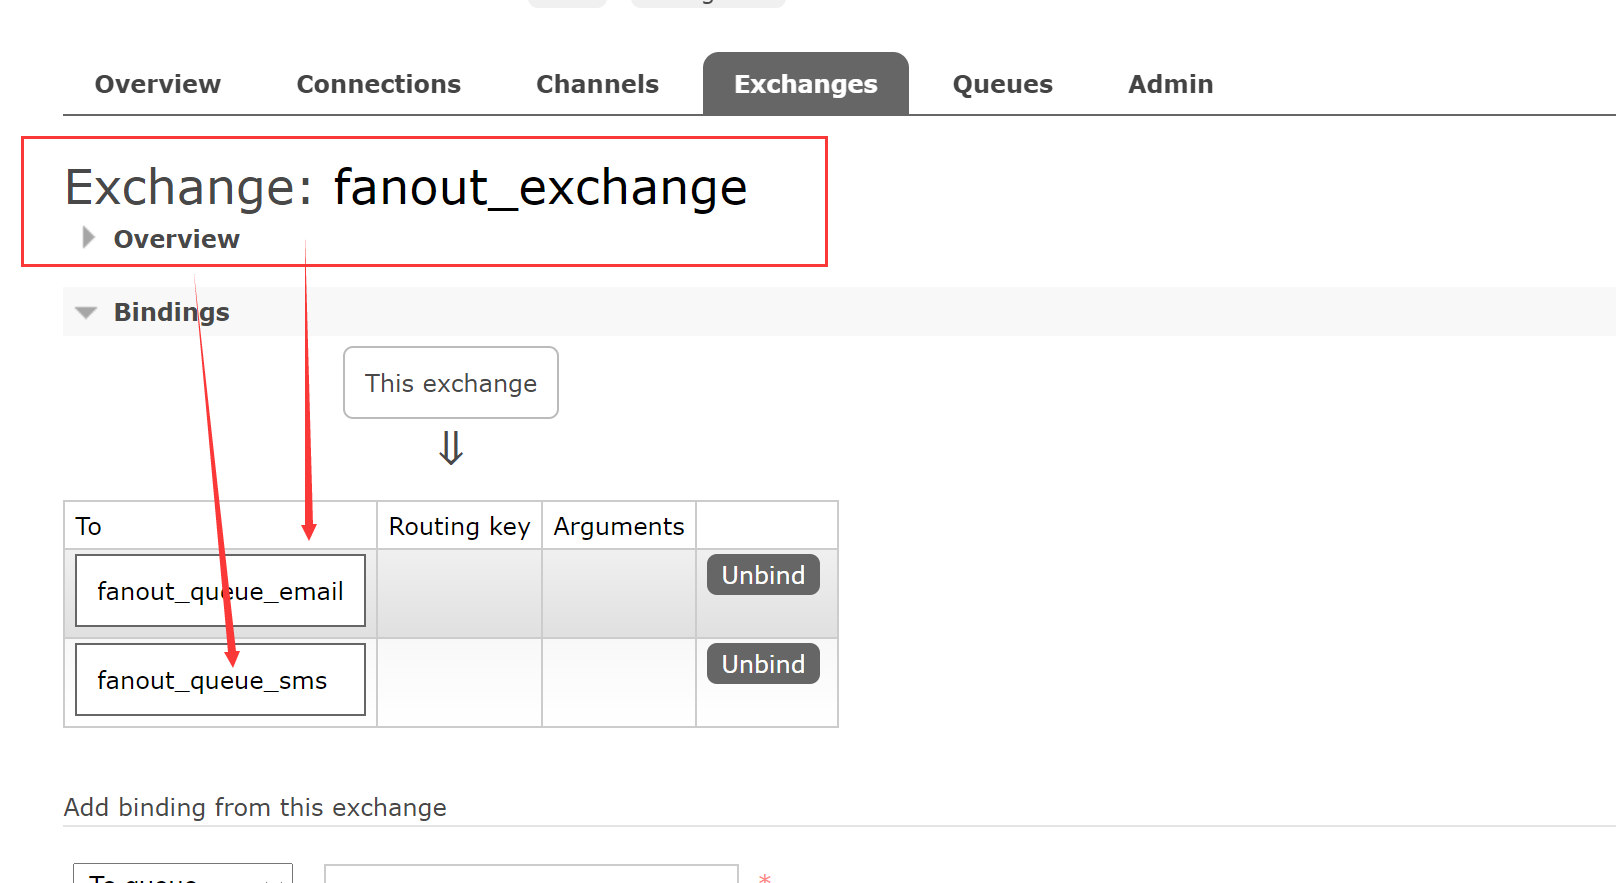 Overview Connections Channels Exchanges Queues Admin
Exchange: fanout_exchange
Overview
Bindings
This exchange
⇓
To Routing key Arguments
fanout_queue_email Unbind
fanout_queue_sms Unbind
Add binding from this exchange
To queue *